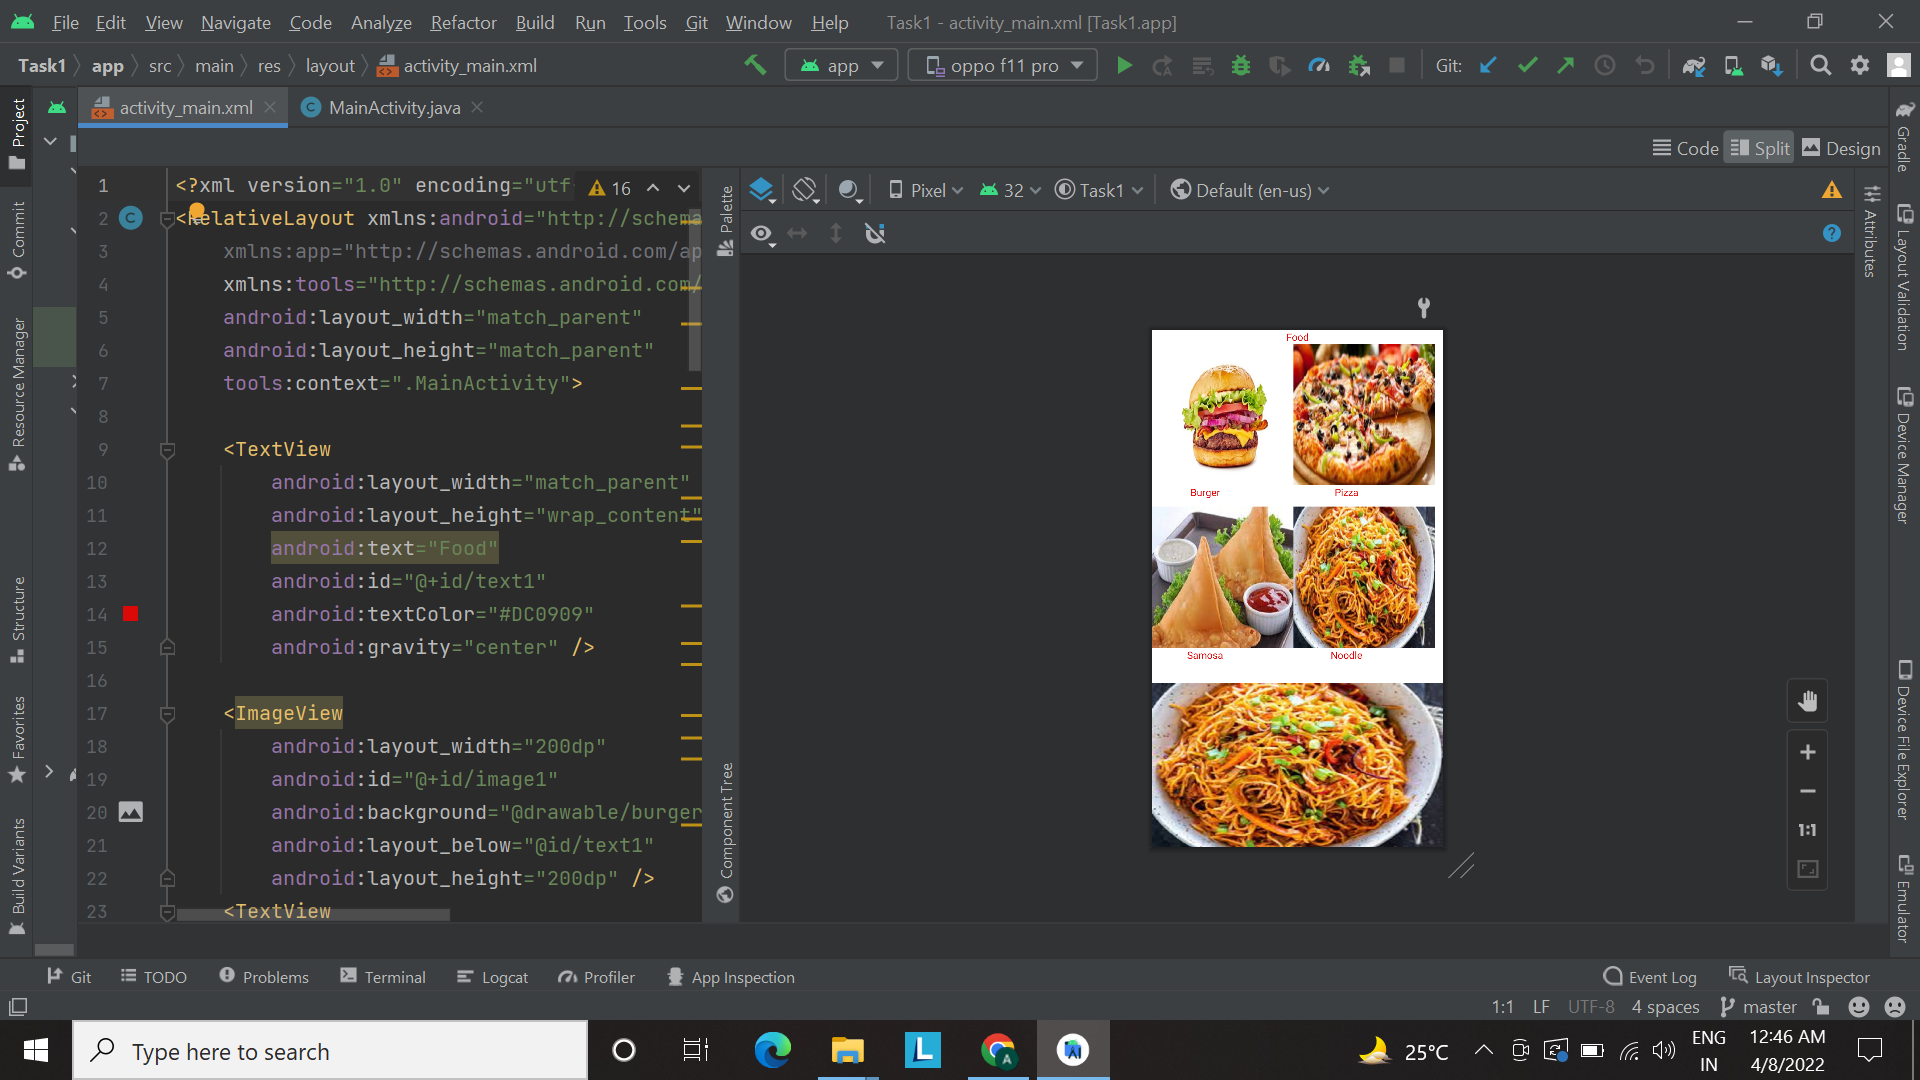 File Edit View Navigate Code Analyze Refactor Build Run Tools Git Window Help Task1 - activity_main.xml [Task1.app]
Task1 app src main res layout activity_main.xml app oppo f11 pro Git:
activity_main.xml MainActivity.java
Code Split Design
1 <?xml version="1.0" encoding="utf 16
2 <RelativeLayout xmlns:android="http://schema
3 xmlns:app="http://schemas.android.com/ap
4 xmlns:tools="http://schemas.android.com/
5 android:layout_width="match_parent"
6 android:layout_height="match_parent"
7 tools:context=".MainActivity">
8
9 <TextView
10 android:layout_width="match_parent"
11 android:layout_height="wrap_content"
12 android:text="Food"
13 android:id="@+id/text1"
14 android:textColor="#DC0909"
15 android:gravity="center" />
16
17 <ImageView
18 android:layout_width="200dp"
19 android:id="@+id/image1"
20 android:background="@drawable/burger
21 android:layout_below="@id/text1"
22 android:layout_height="200dp" />
23 <TextView
Project
Commit
Resource Manager
Structure
Favorites
Build Variants
Palette
Component Tree
Pixel 32 Task1 Default (en-us)
Food
Burger Pizza
Samosa Noodle
1:1
Attributes
Gradle
Layout Validation
Device Manager
Device File Explorer
Emulator
Git TODO Problems Terminal Logcat Profiler App Inspection Event Log Layout Inspector
1:1 LF UTF-8 4 spaces master
Type here to search
L
A
25°C
ENG
IN
12:46 AM
4/8/2022